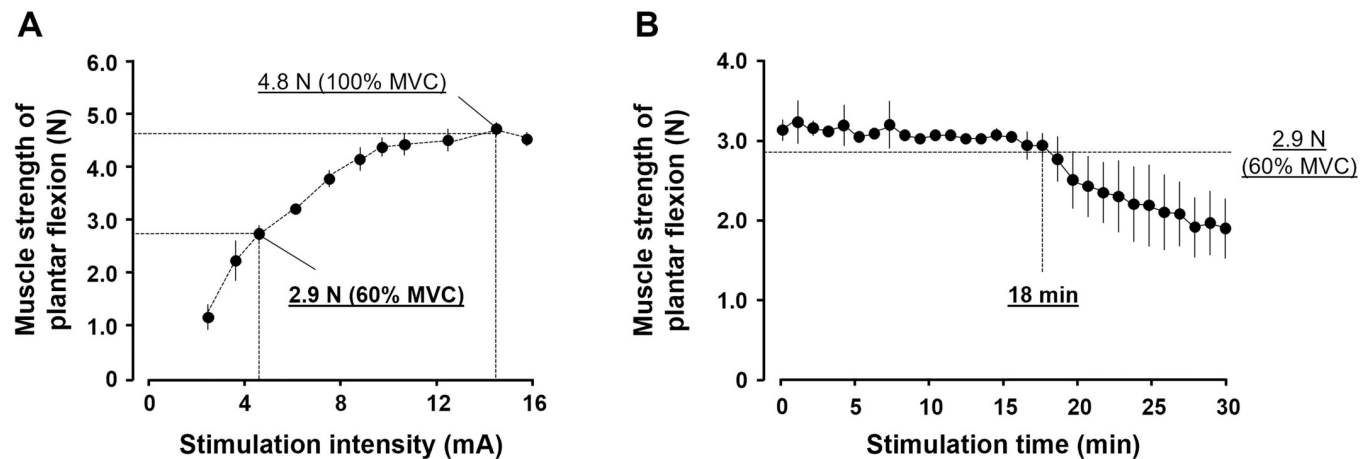 A
Muscle strength of
plantar flexion (N)
6.0
5.0
4.0
3.0
2.0
1.0
0
4.8 N (100% MVC)
2.9 N (60% MVC)
0 4 8 12 16
Stimulation intensity (mA)
B
Muscle strength of
plantar flexion (N)
4.0
3.0
2.0
1.0
0
2.9 N
(60% MVC)
18 min
0 5 10 15 20 25 30
Stimulation time (min)